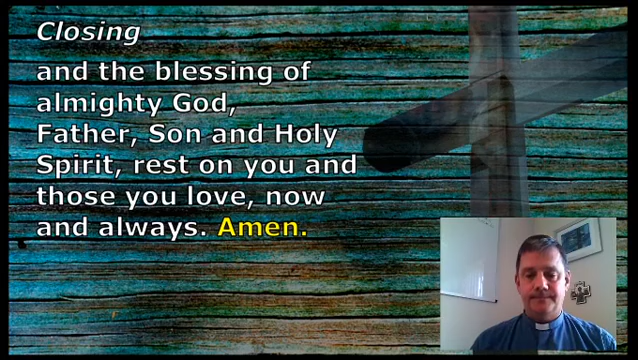 Closing
and the blessing of
almighty God,
Father, Son and Holy
Spirit, rest on you and
those you love, now
and always. Amen.